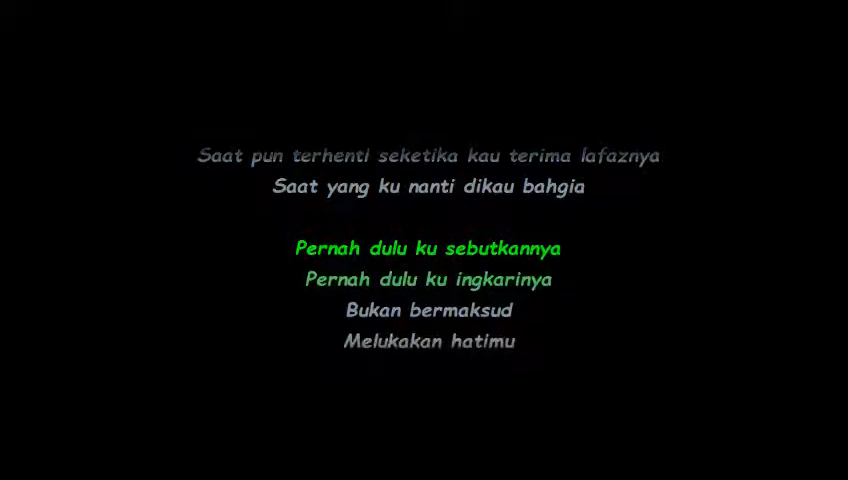 Saat pun terhenti seketika kau terima lafaznya
Saat yang ku nanti dikau bahgia
Pernah dulu ku sebutkannya
Pernah dulu ku ingkarinya
Bukan bermaksud
Melukakan hatimu